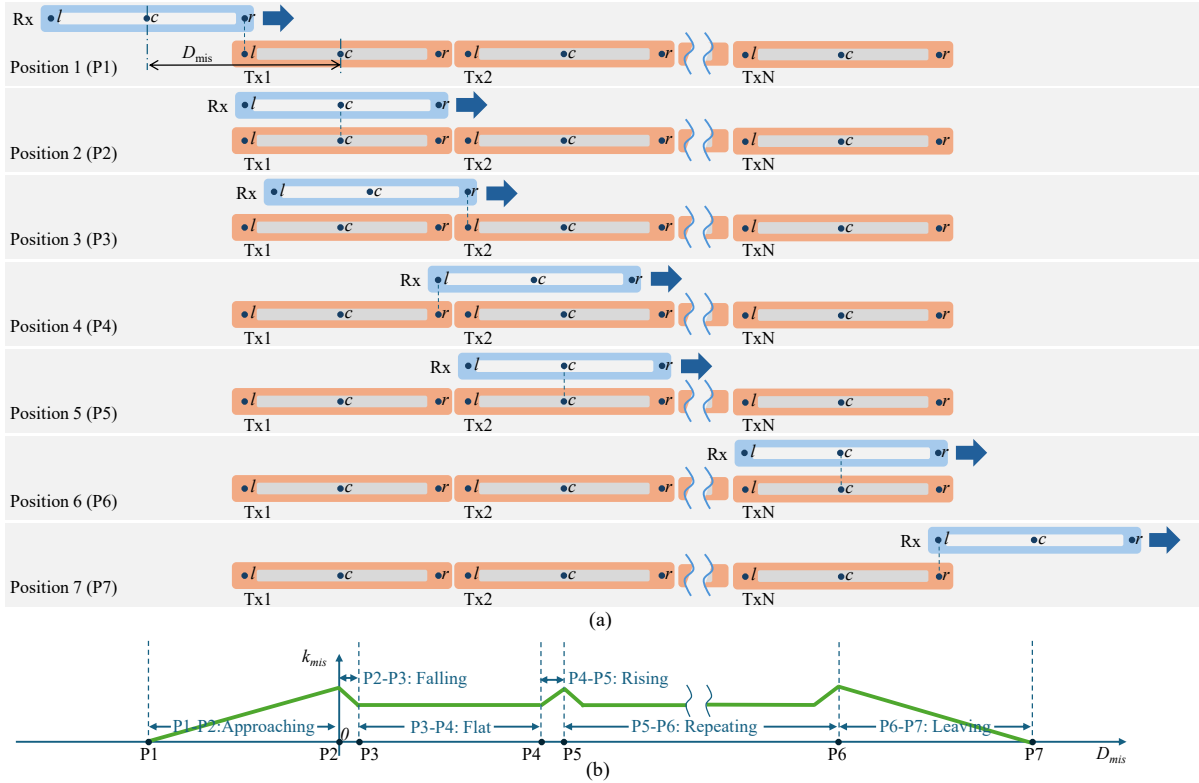 Rx l c r
Position 1 (P1) D_mis l c r l c r l c r
Tx1 Tx2 TxN
Rx l c r
Position 2 (P2) l c r l c r l c r
Tx1 Tx2 TxN
Rx l c r
Position 3 (P3) l c r l c r l c r
Tx1 Tx2 TxN
Rx l c r
Position 4 (P4) l c r l c r l c r
Tx1 Tx2 TxN
Rx l c r
Position 5 (P5) l c r l c r l c r
Tx1 Tx2 TxN
Rx l c r
Position 6 (P6) l c r l c r l c r
Tx1 Tx2 TxN
Rx l c r
Position 7 (P7) l c r l c r l c r
Tx1 Tx2 TxN
(a)
k_mis
P2-P3: Falling P4-P5: Rising
P1-P2:Approaching P3-P4: Flat P5-P6: Repeating P6-P7: Leaving
0
P1 P2 P3 P4 P5 P6 P7 D_mis
(b)